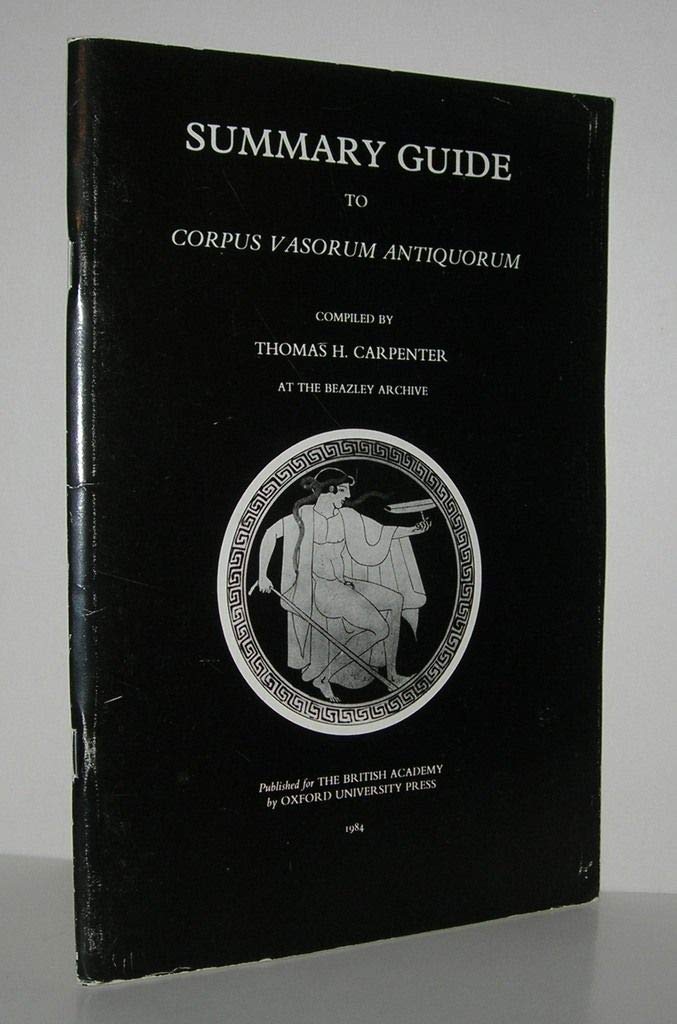 SUMMARY GUIDE
TO
CORPUS VASORUM ANTIQUORUM
COMPILED BY
THOMAS H. CARPENTER
AT THE BEAZLEY ARCHIVE
Published for THE BRITISH ACADEMY
by OXFORD UNIVERSITY PRESS
1984